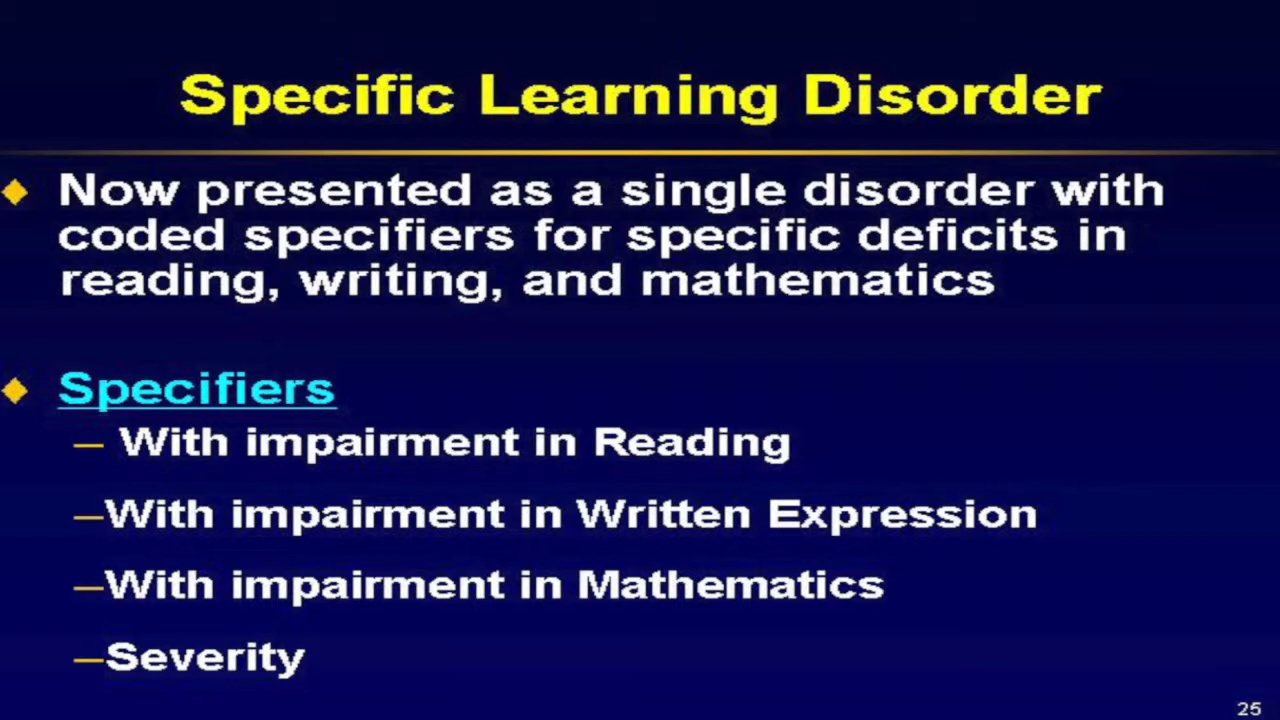 Specific Learning Disorder
Now presented as a single disorder with
coded specifiers for specific deficits in
reading, writing, and mathematics
Specifiers
– With impairment in Reading
–With impairment in Written Expression
–With impairment in Mathematics
–Severity
25